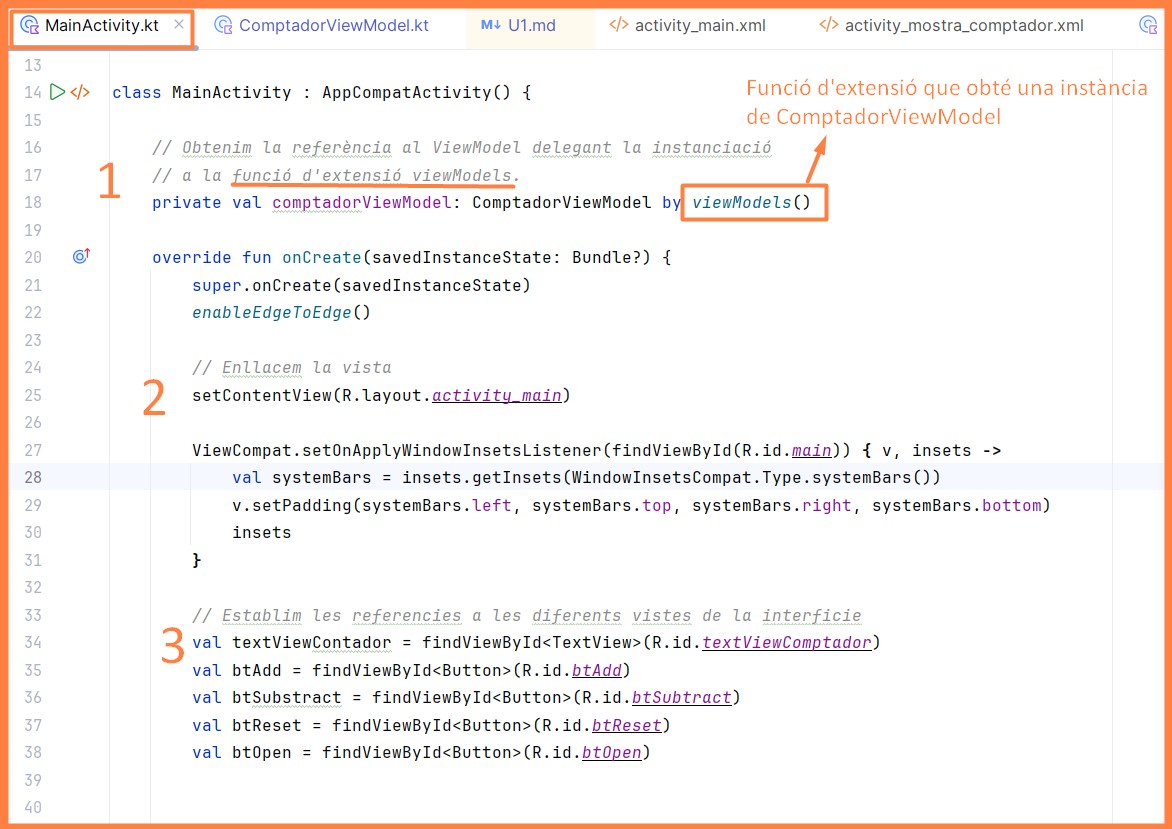 MainActivity.kt × ComptadorViewModel.kt M↓ U1.md </> activity_main.xml </> activity_mostra_comptador.xml
13
14 </> class MainActivity : AppCompatActivity() {
Funció d'extensió que obté una instància
de ComptadorViewModel
15
16 // Obtenim la referència al ViewModel delegant la instanciació
1
17 // a la funció d'extensió viewModels.
18 private val comptadorViewModel: ComptadorViewModel by viewModels()
19
20 override fun onCreate(savedInstanceState: Bundle?) {
21 super.onCreate(savedInstanceState)
22 enableEdgeToEdge()
23
24 // Enllacem la vista
2
25 setContentView(R.layout.activity_main)
26
27 ViewCompat.setOnApplyWindowInsetsListener(findViewById(R.id.main)) { v, insets ->
28 val systemBars = insets.getInsets(WindowInsetsCompat.Type.systemBars())
29 v.setPadding(systemBars.left, systemBars.top, systemBars.right, systemBars.bottom)
30 insets
31 }
32
33 // Establim les referencies a les diferents vistes de la interficie
3
34 val textViewContador = findViewById<TextView>(R.id.textViewComptador)
35 val btAdd = findViewById<Button>(R.id.btAdd)
36 val btSubstract = findViewById<Button>(R.id.btSubtract)
37 val btReset = findViewById<Button>(R.id.btReset)
38 val btOpen = findViewById<Button>(R.id.btOpen)
39
40